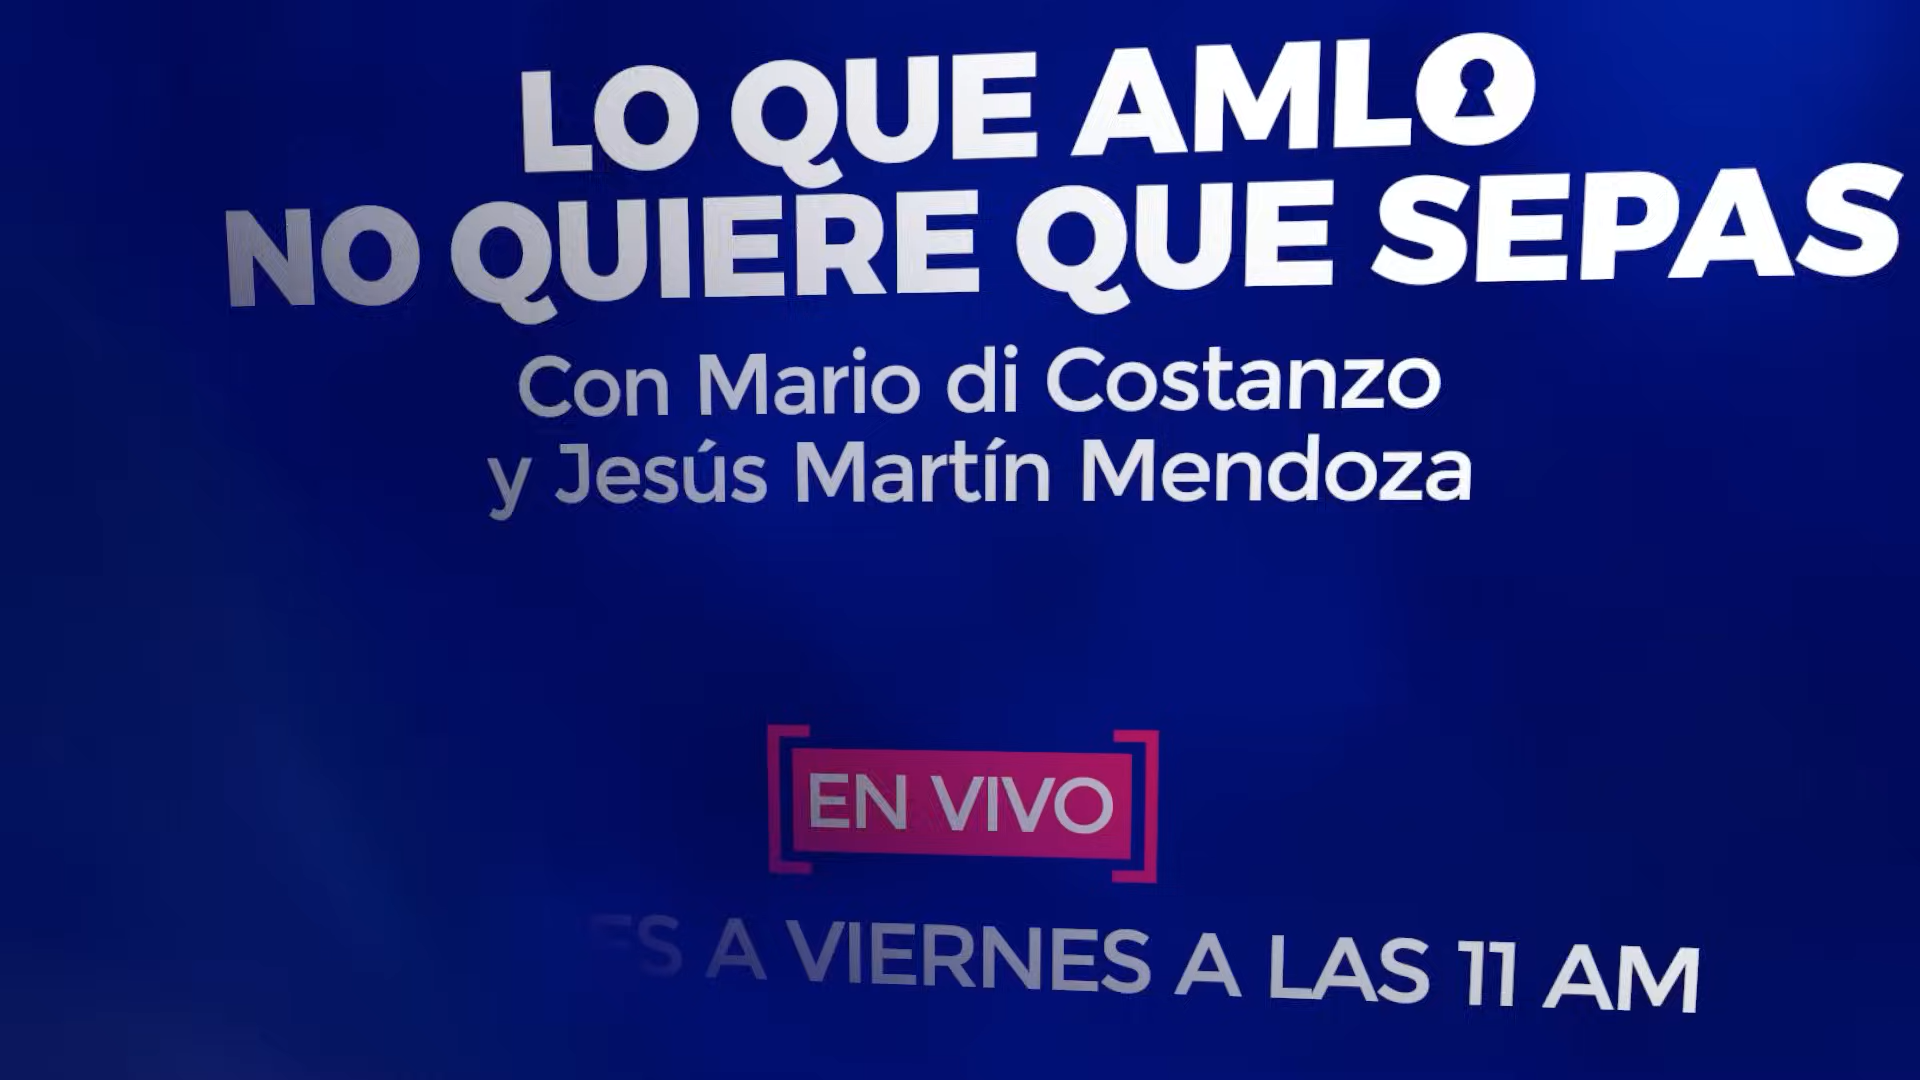 LO QUE AMLO
NO QUIERE QUE SEPAS
Con Mario di Costanzo
y Jesús Martín Mendoza
EN VIVO
A VIERNES A LAS 11 AM